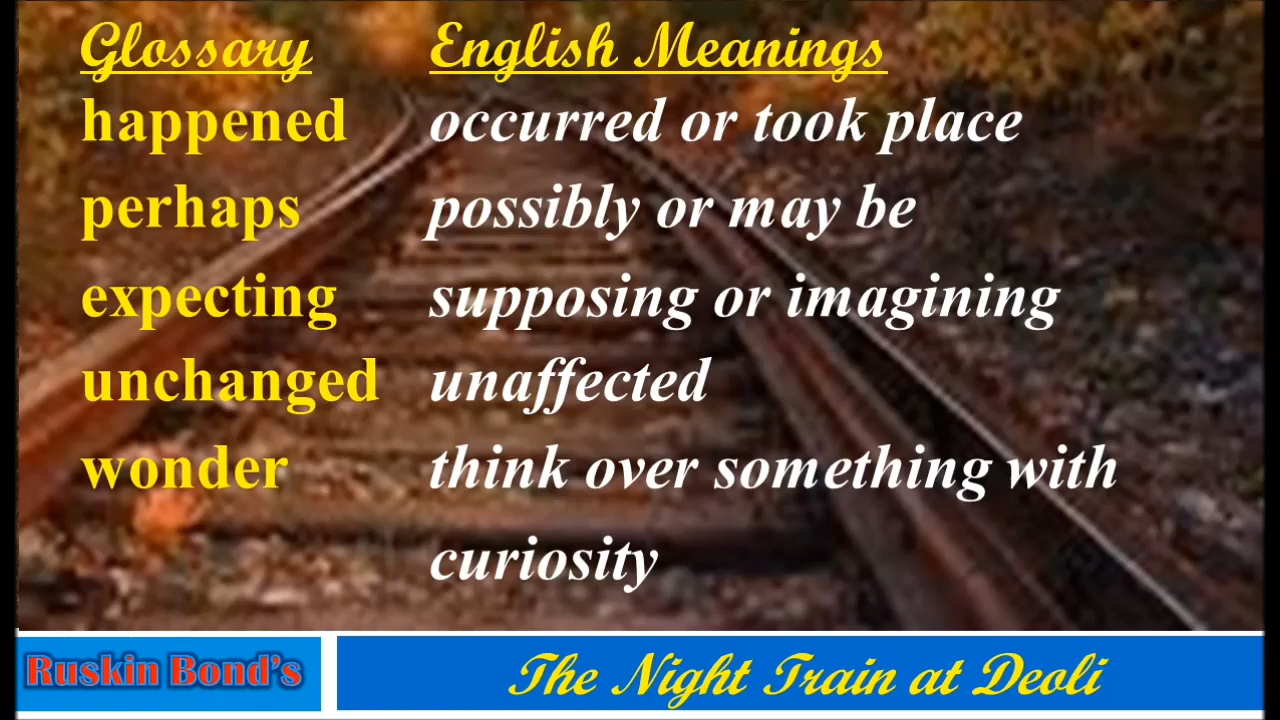 Glossary English Meanings
happened occurred or took place
perhaps possibly or may be
expecting supposing or imagining
unchanged unaffected
wonder think over something with
curiosity
Ruskin Bond's The Night Train at Deoli